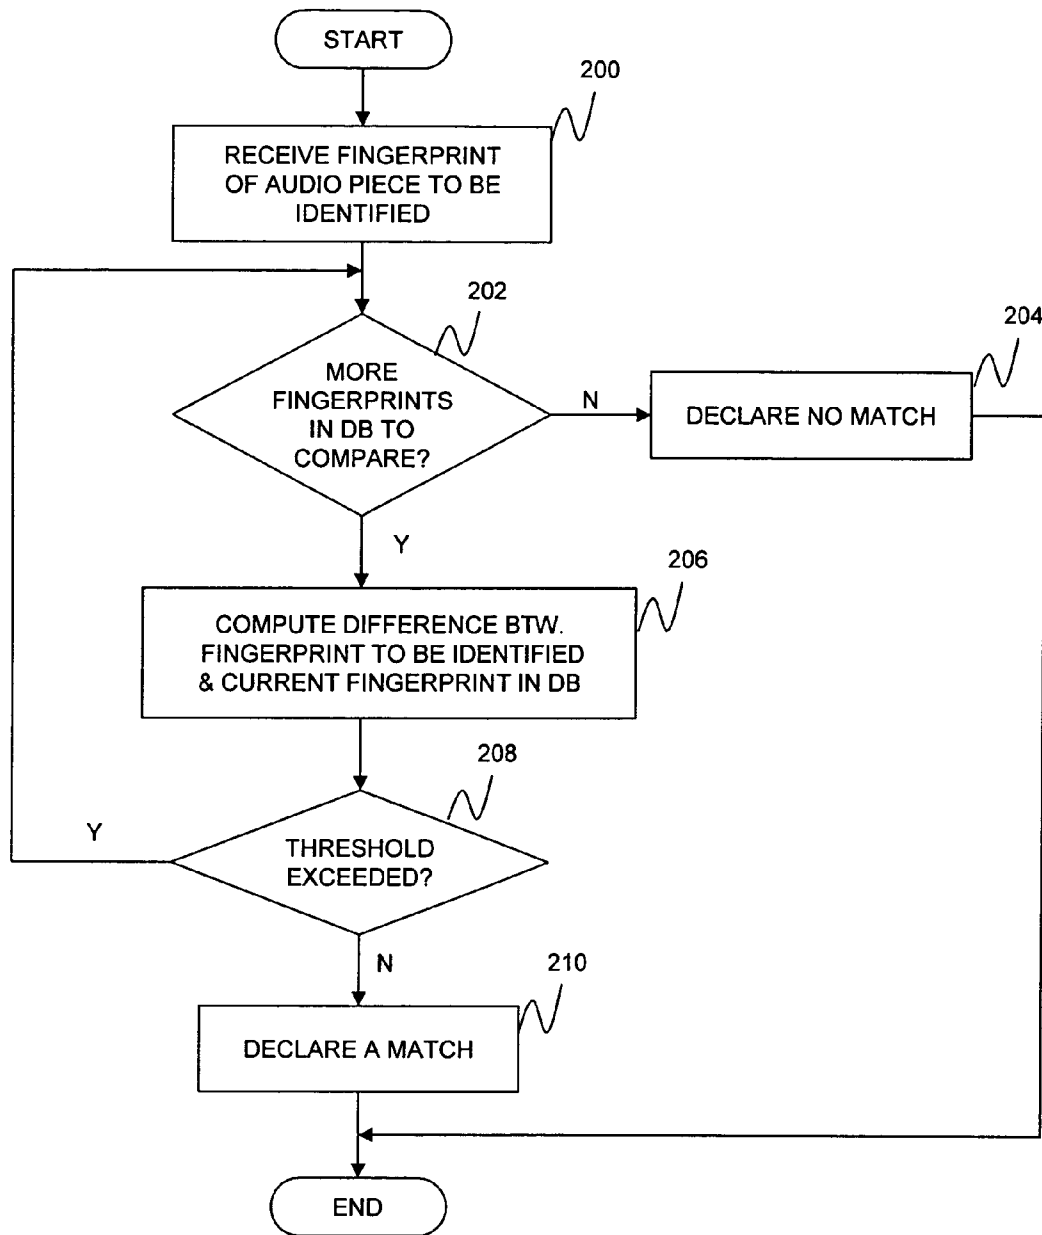 START
200
RECEIVE FINGERPRINT
OF AUDIO PIECE TO BE
IDENTIFIED
202
MORE
FINGERPRINTS
IN DB TO
COMPARE?
N
204
DECLARE NO MATCH
Y
206
COMPUTE DIFFERENCE BTW.
FINGERPRINT TO BE IDENTIFIED
& CURRENT FINGERPRINT IN DB
208
Y
THRESHOLD
EXCEEDED?
N
210
DECLARE A MATCH
END